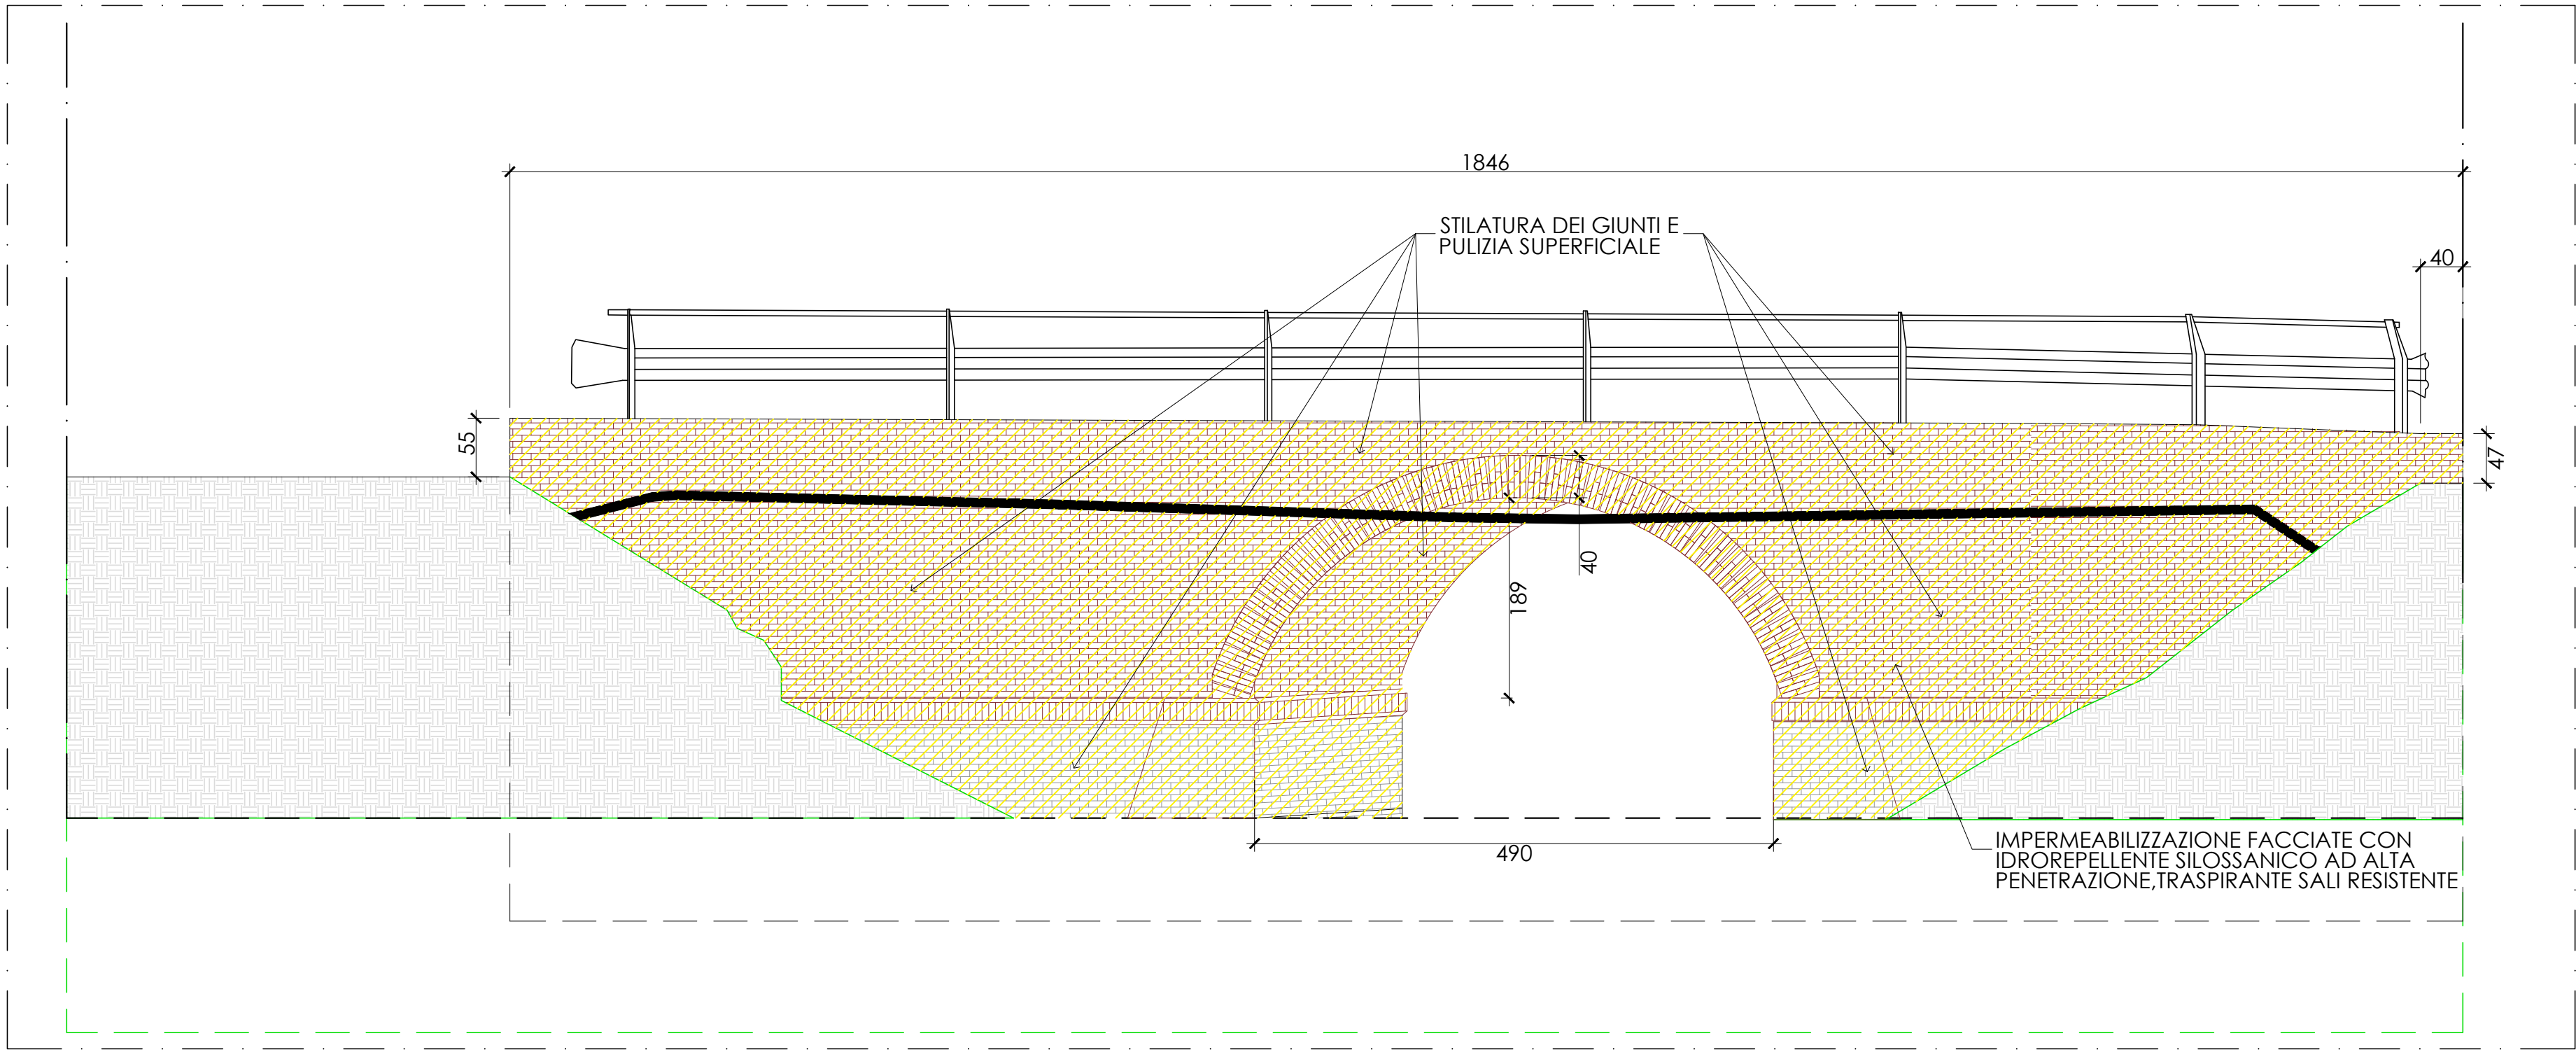 1846
STILATURA DEI GIUNTI E
PULIZIA SUPERFICIALE
40
55
47
40
189
490
IMPERMEABILIZZAZIONE FACCIATE CON
IDROREPELLENTE SILOSSANICO AD ALTA
PENETRAZIONE,TRASPIRANTE SALI RESISTENTE